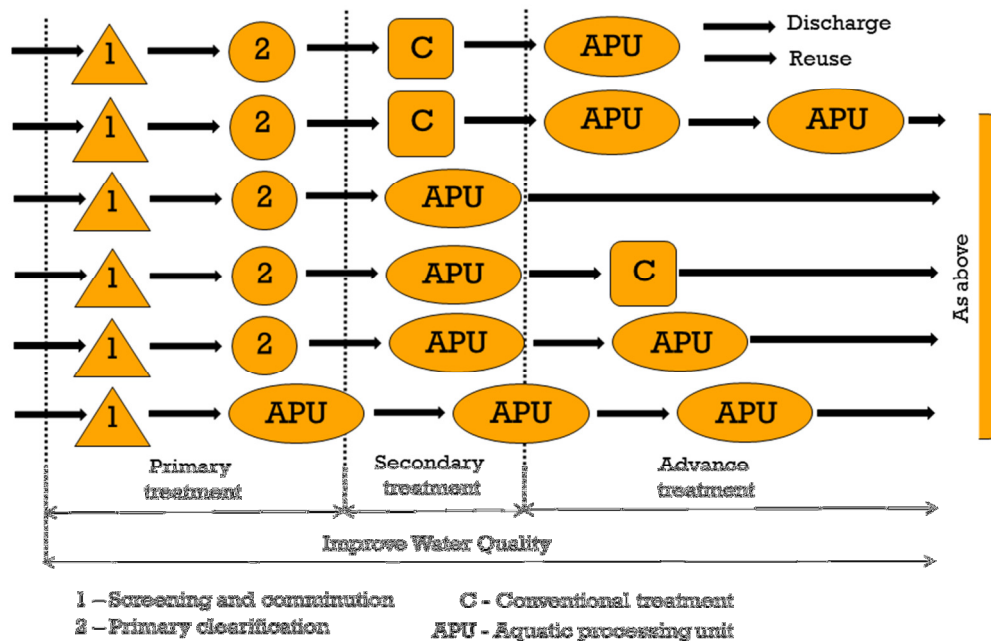 1 2 C APU Discharge
Reuse
1 2 C APU APU
1 2 APU
1 2 APU C
1 2 APU APU
1 APU APU APU
As above
Primary treatment
Secondary treatment
Advance treatment
Improve Water Quality
1 – Screening and comminution
C - Conventional treatment
2 – Primary clearification
APU - Aquatic processing unit